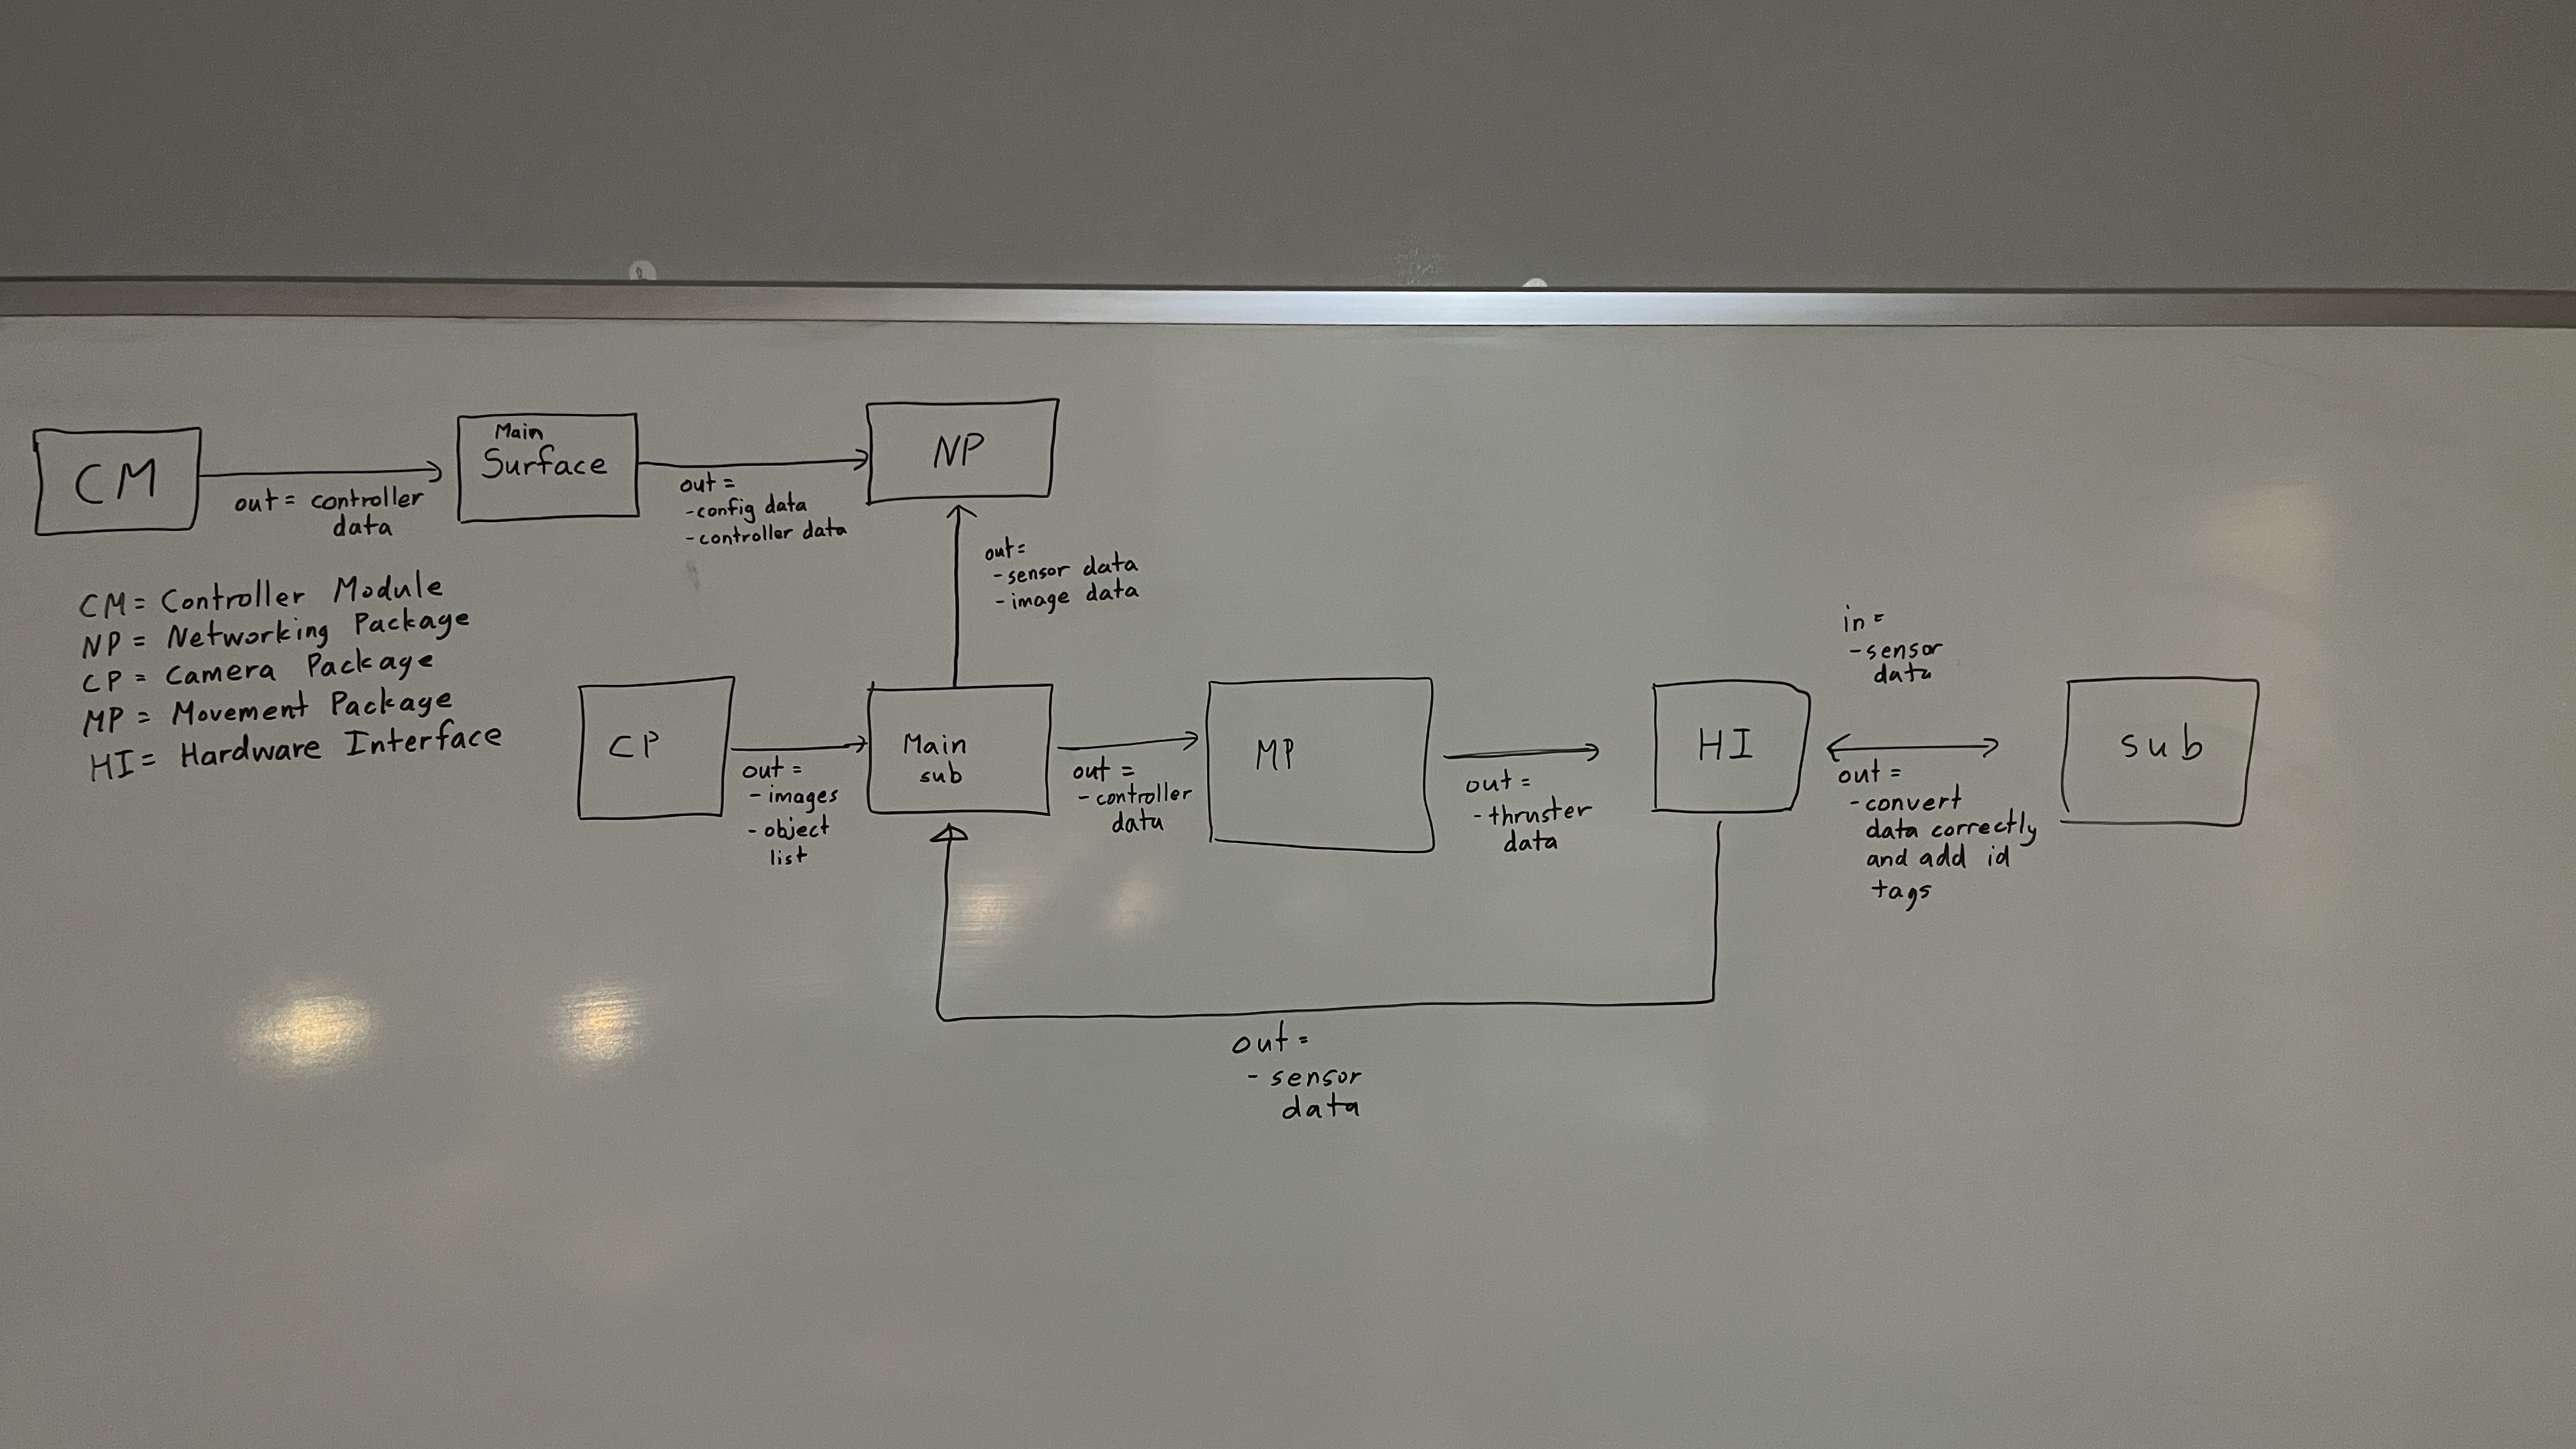 CM
out = controller
data
Main
Surface
out =
-config data
-controller data
NP
out=
-sensor data
-image data
CM= Controller Module
NP = Networking Package
CP = Camera Package
MP = Movement Package
HI= Hardware Interface
CP
out =
-images
-object
list
Main
sub
out =
-controller
data
MP
out =
-thruster
data
HI
in =
-sensor
data
out =
-convert
data correctly
and add id
tags
sub
out =
- sensor
data